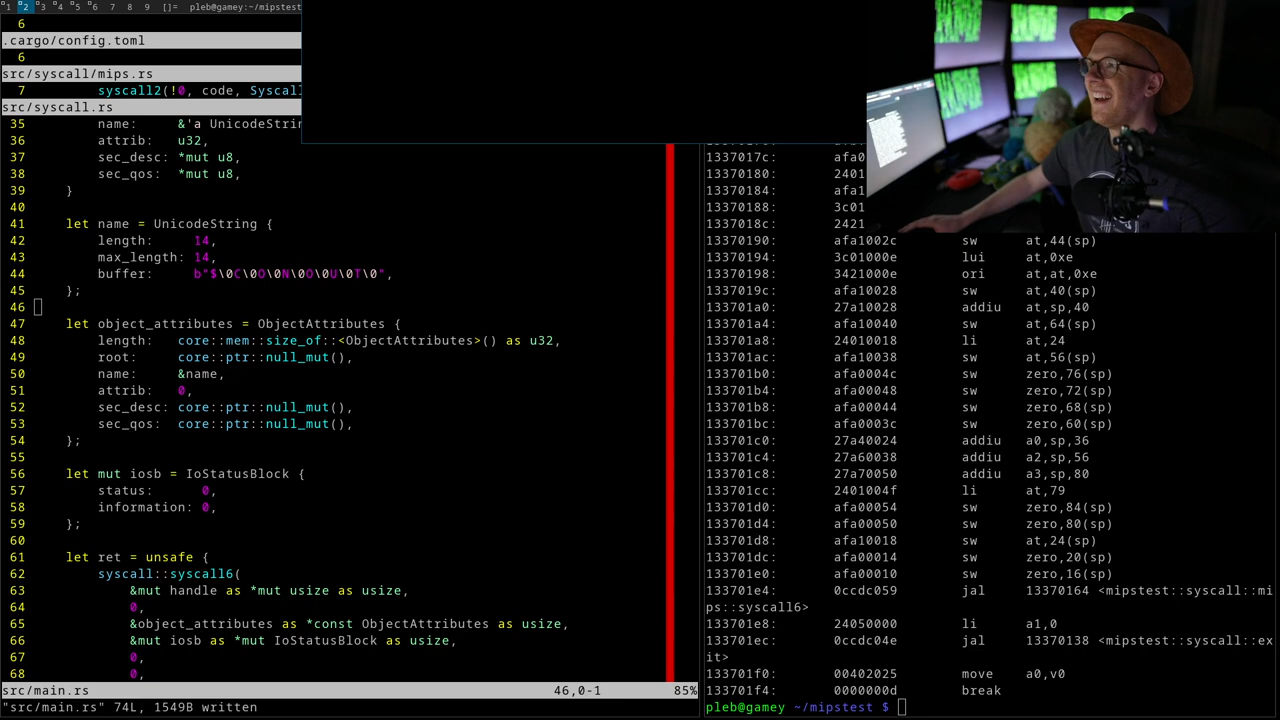 1 2 3 4 5 6 7 8 9 []= pleb@gamey:~/mipstest
6
.cargo/config.toml
6
src/syscall/mips.rs
7 syscall2(!0, code, Syscall
src/syscall.rs
35 name: &'a UnicodeStrin
36 attrib: u32,
37 sec_desc: *mut u8,
38 sec_qos: *mut u8,
39 }
40
41 let name = UnicodeString {
42 length: 14,
43 max_length: 14,
44 buffer: b"$\0C\0O\0N\0O\0U\0T\0",
45 };
46
47 let object_attributes = ObjectAttributes {
48 length: core::mem::size_of::<ObjectAttributes>() as u32,
49 root: core::ptr::null_mut(),
50 name: &name,
51 attrib: 0,
52 sec_desc: core::ptr::null_mut(),
53 sec_qos: core::ptr::null_mut(),
54 };
55
56 let mut iosb = IoStatusBlock {
57 status: 0,
58 information: 0,
59 };
60
61 let ret = unsafe {
62 syscall::syscall6(
63 &mut handle as *mut usize as usize,
64 0,
65 &object_attributes as *const ObjectAttributes as usize,
66 &mut iosb as *mut IoStatusBlock as usize,
67 0,
68 0,
src/main.rs 46,0-1 85%
"src/main.rs" 74L, 1549B written
1337017c: afa0
13370180: 2401
13370184: afa1
13370188: 3c01
1337018c: 2421
13370190: afa1002c sw at,44(sp)
13370194: 3c01000e lui at,0xe
13370198: 3421000e ori at,at,0xe
1337019c: afa10028 sw at,40(sp)
133701a0: 27a10028 addiu at,sp,40
133701a4: afa10040 sw at,64(sp)
133701a8: 24010018 li at,24
133701ac: afa10038 sw at,56(sp)
133701b0: afa0004c sw zero,76(sp)
133701b4: afa00048 sw zero,72(sp)
133701b8: afa00044 sw zero,68(sp)
133701bc: afa0003c sw zero,60(sp)
133701c0: 27a40024 addiu a0,sp,36
133701c4: 27a60038 addiu a2,sp,56
133701c8: 27a70050 addiu a3,sp,80
133701cc: 2401004f li at,79
133701d0: afa00054 sw zero,84(sp)
133701d4: afa00050 sw zero,80(sp)
133701d8: afa10018 sw at,24(sp)
133701dc: afa00014 sw zero,20(sp)
133701e0: afa00010 sw zero,16(sp)
133701e4: 0ccdc059 jal 13370164 <mipstest::syscall::mi
ps::syscall6>
133701e8: 24050000 li a1,0
133701ec: 0ccdc04e jal 13370138 <mipstest::syscall::ex
it>
133701f0: 00402025 move a0,v0
133701f4: 0000000d break
pleb@gamey ~/mipstest $